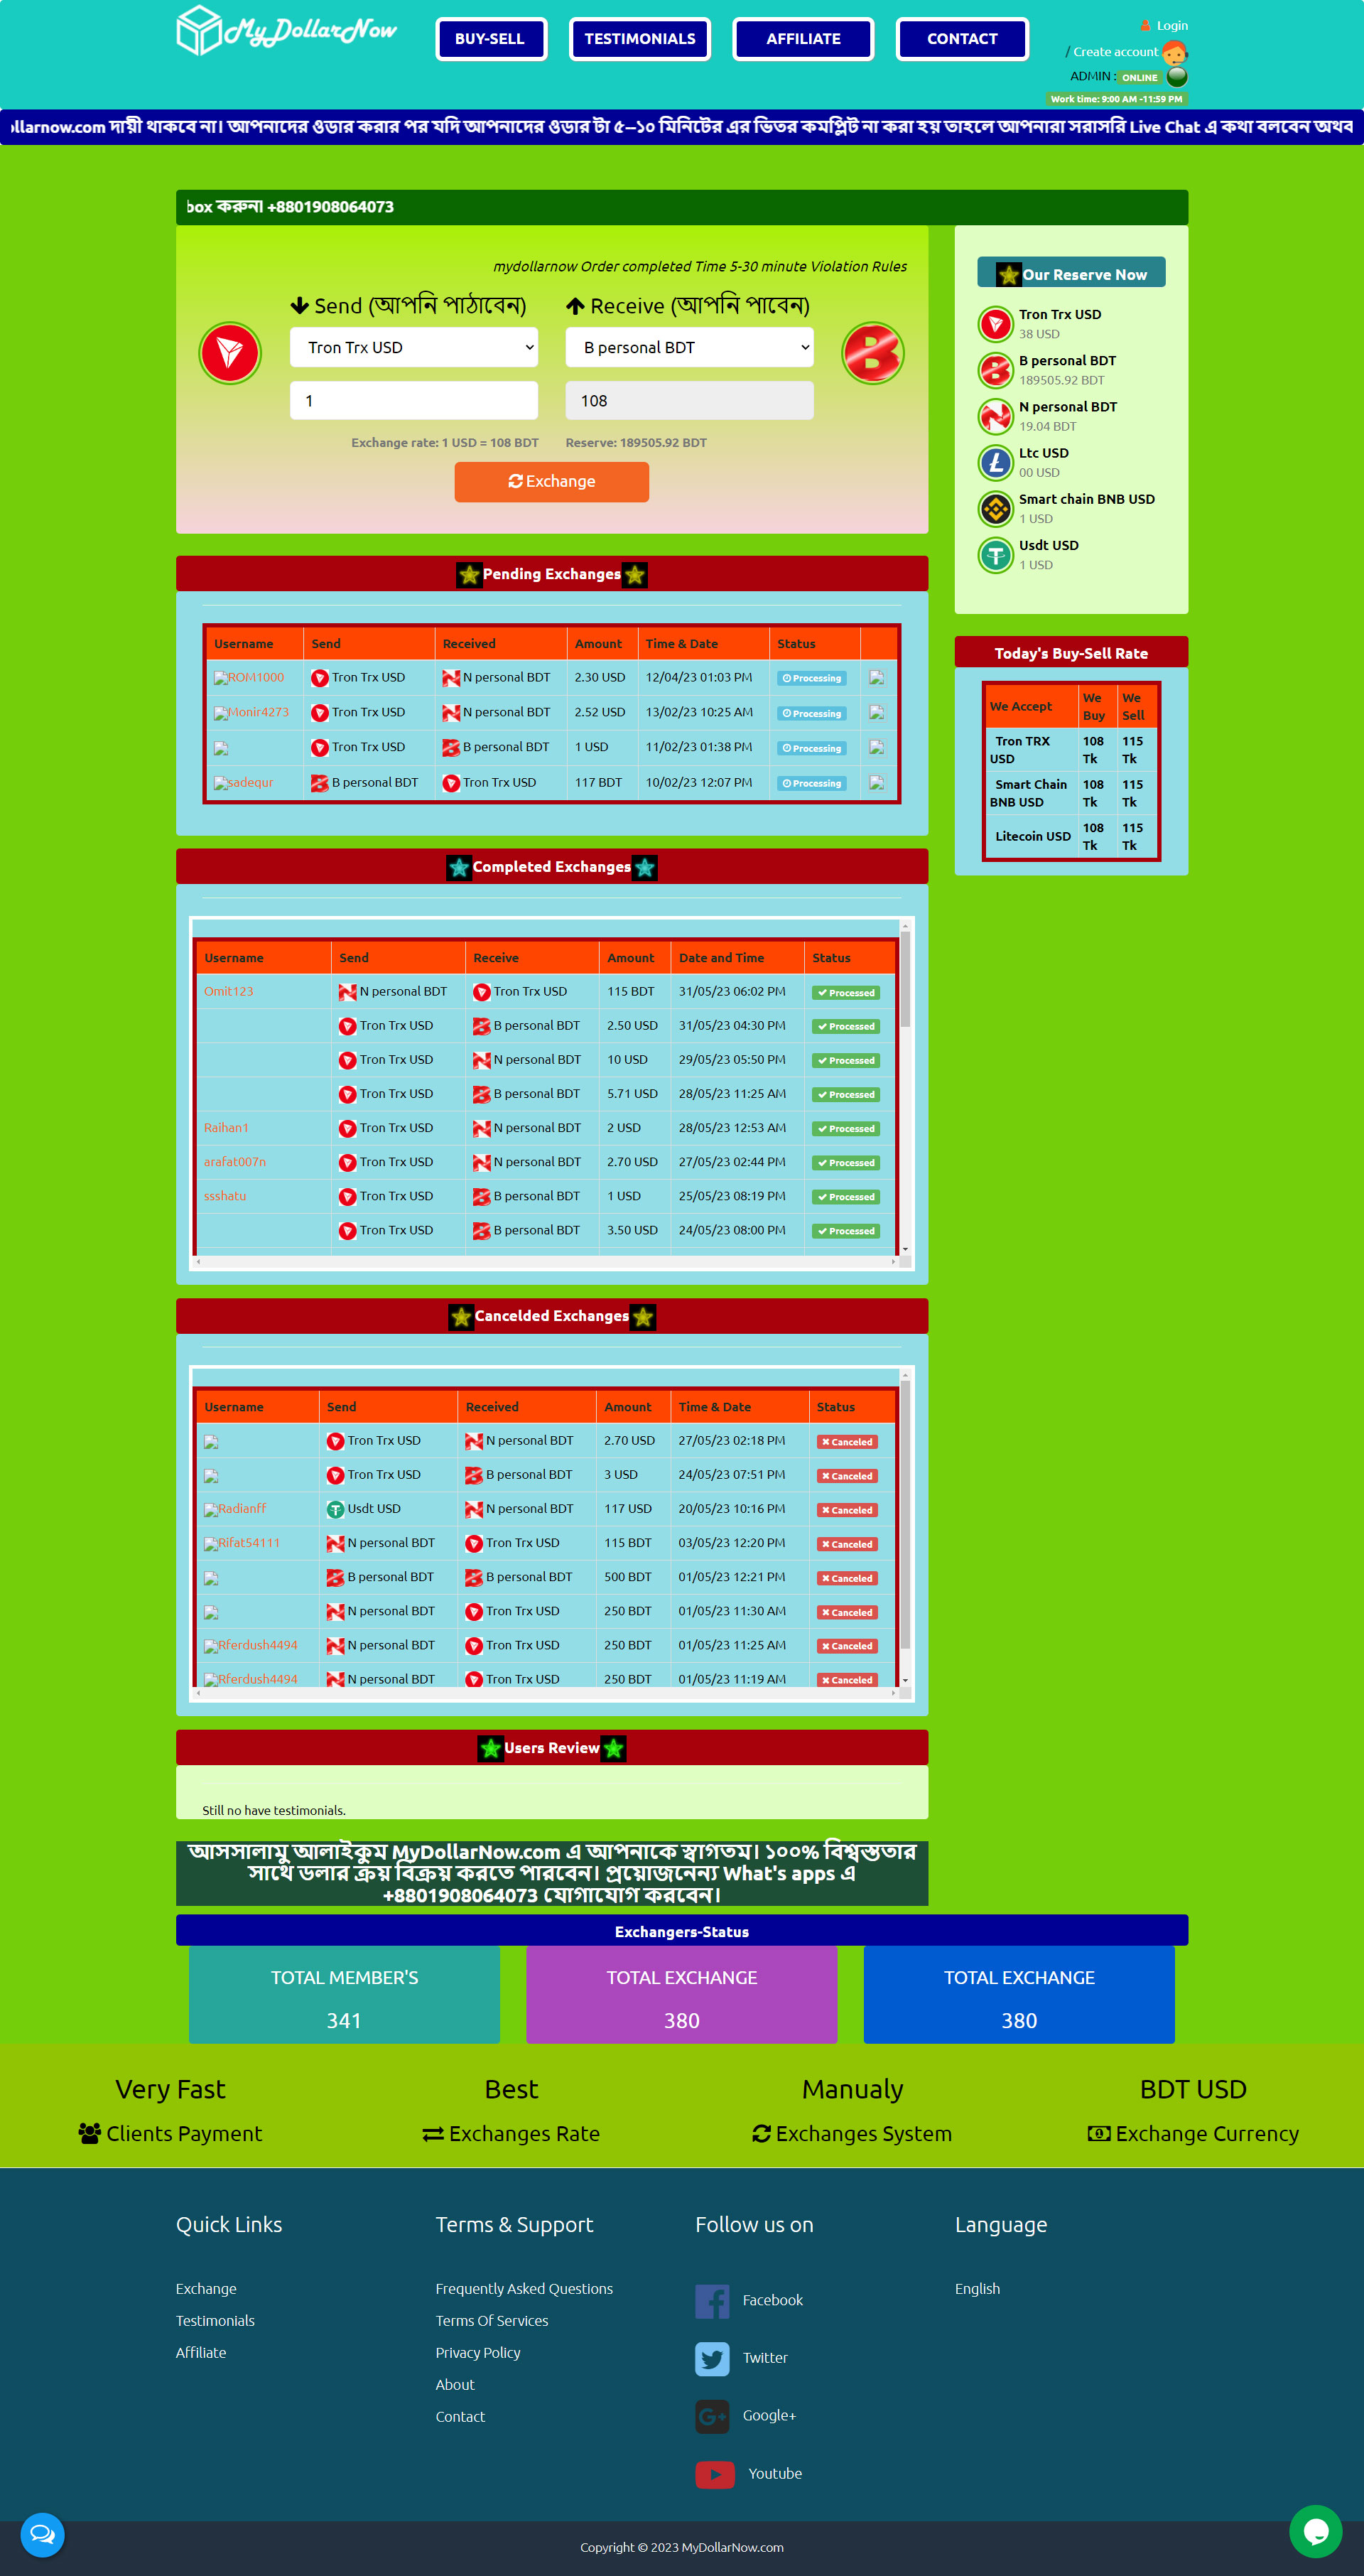 MyDollarNow
BUY-SELL
TESTIMONIALS
AFFILIATE
CONTACT
Login
/ Create account
ADMIN : ONLINE
Work time: 9:00 AM -11:59 PM
ollarnow.com দায়ী থাকবে না। আপনাদের ওডার করার পর যদি আপনাদের ওডার টা ৫–১০ মিনিটের এর ভিতর কমপ্লিট না করা হয় তাহলে আপনারা সরাসরি Live Chat এ কথা বলবেন অথব
box করুন। +8801908064073
mydollarnow Order completed Time 5-30 minute Violation Rules
Send (আপনি পাঠাবেন)
Receive (আপনি পাবেন)
Tron Trx USD
B personal BDT
1
108
Exchange rate: 1 USD = 108 BDT
Reserve: 189505.92 BDT
Exchange
Our Reserve Now
Tron Trx USD
38 USD
B personal BDT
189505.92 BDT
N personal BDT
19.04 BDT
Ltc USD
00 USD
Smart chain BNB USD
1 USD
Usdt USD
1 USD
Pending Exchanges
Username Send Received Amount Time & Date Status
ROM1000 Tron Trx USD N personal BDT 2.30 USD 12/04/23 01:03 PM Processing
Monir4273 Tron Trx USD N personal BDT 2.52 USD 13/02/23 10:25 AM Processing
Tron Trx USD B personal BDT 1 USD 11/02/23 01:38 PM Processing
sadequr B personal BDT Tron Trx USD 117 BDT 10/02/23 12:07 PM Processing
Today's Buy-Sell Rate
We Accept We Buy We Sell
Tron TRX USD 108 Tk 115 Tk
Smart Chain BNB USD 108 Tk 115 Tk
Litecoin USD 108 Tk 115 Tk
Completed Exchanges
Username Send Receive Amount Date and Time Status
Omit123 N personal BDT Tron Trx USD 115 BDT 31/05/23 06:02 PM Processed
Tron Trx USD B personal BDT 2.50 USD 31/05/23 04:30 PM Processed
Tron Trx USD N personal BDT 10 USD 29/05/23 05:50 PM Processed
Tron Trx USD B personal BDT 5.71 USD 28/05/23 11:25 AM Processed
Raihan1 Tron Trx USD N personal BDT 2 USD 28/05/23 12:53 AM Processed
arafat007n Tron Trx USD N personal BDT 2.70 USD 27/05/23 02:44 PM Processed
ssshatu Tron Trx USD B personal BDT 1 USD 25/05/23 08:19 PM Processed
Tron Trx USD B personal BDT 3.50 USD 24/05/23 08:00 PM Processed
Cancelded Exchanges
Username Send Received Amount Time & Date Status
Tron Trx USD N personal BDT 2.70 USD 27/05/23 02:18 PM Canceled
Tron Trx USD B personal BDT 3 USD 24/05/23 07:51 PM Canceled
Radianff Usdt USD N personal BDT 117 USD 20/05/23 10:16 PM Canceled
Rifat54111 N personal BDT Tron Trx USD 115 BDT 03/05/23 12:20 PM Canceled
B personal BDT B personal BDT 500 BDT 01/05/23 12:21 PM Canceled
N personal BDT Tron Trx USD 250 BDT 01/05/23 11:30 AM Canceled
Rferdush4494 N personal BDT Tron Trx USD 250 BDT 01/05/23 11:25 AM Canceled
Rferdush4494 N personal BDT Tron Trx USD 250 BDT 01/05/23 11:19 AM Canceled
Users Review
Still no have testimonials.
আসসালামু আলাইকুম MyDollarNow.com এ আপনাকে স্বাগতম। ১০০% বিশ্বস্ততার
সাথে ডলার ক্রয় বিক্রয় করতে পারবেন। প্রয়োজনেন্য What's apps এ
+8801908064073 যোগাযোগ করবেন।
Exchangers-Status
TOTAL MEMBER'S
341
TOTAL EXCHANGE
380
TOTAL EXCHANGE
380
Very Fast
Clients Payment
Best
Exchanges Rate
Manualy
Exchanges System
BDT USD
Exchange Currency
Quick Links
Exchange
Testimonials
Affiliate
Terms & Support
Frequently Asked Questions
Terms Of Services
Privacy Policy
About
Contact
Follow us on
Facebook
Twitter
Google+
Youtube
Language
English
Copyright © 2023 MyDollarNow.com